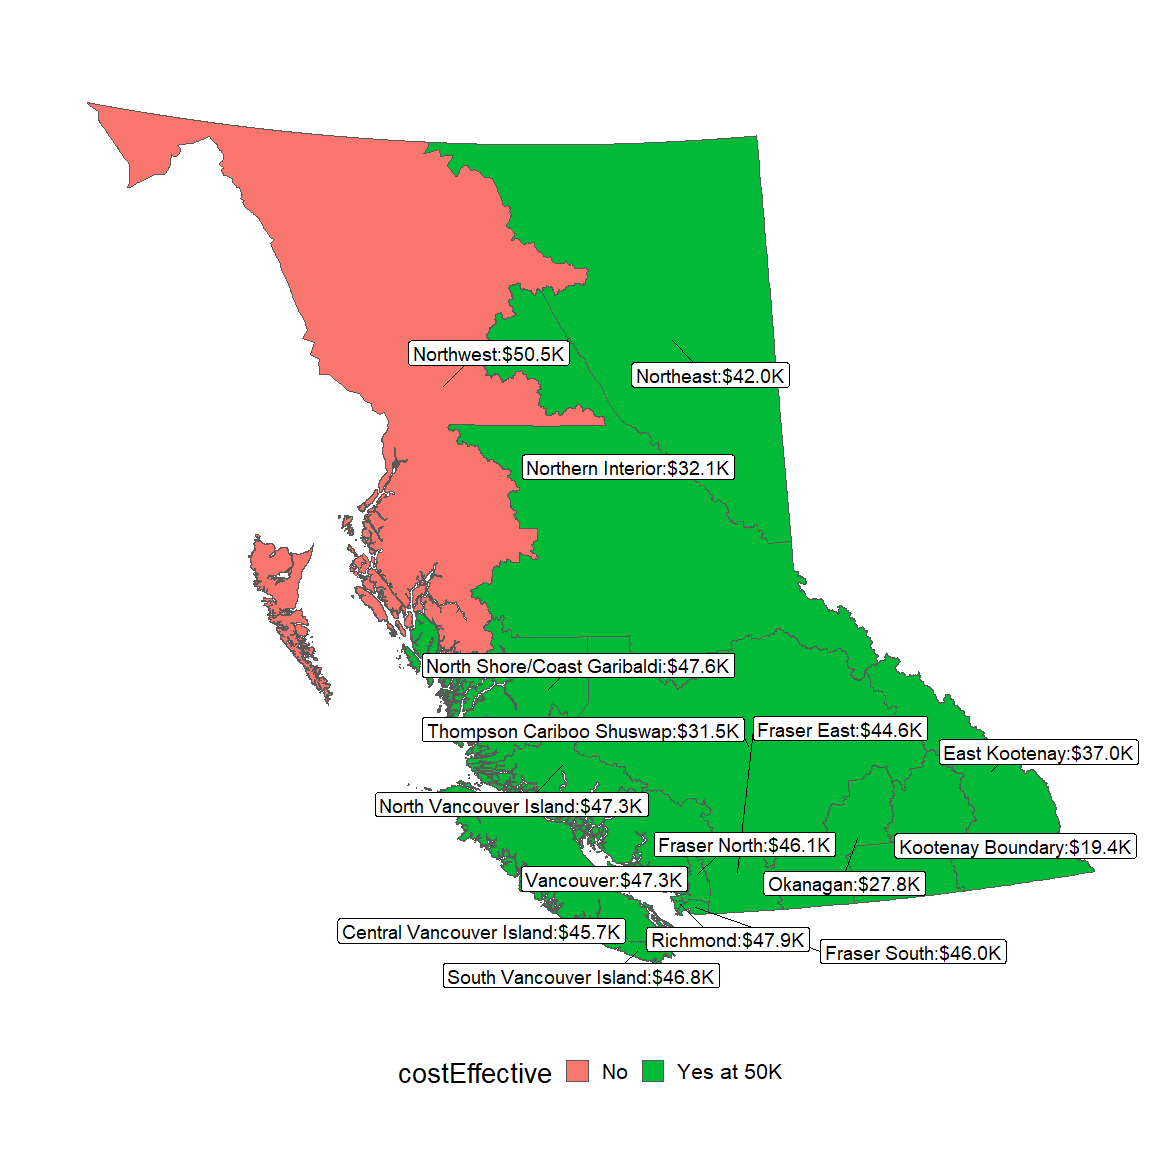 Northwest:$50.5K
Northeast:$42.0K
Northern Interior:$32.1K
North Shore/Coast Garibaldi:$47.6K
Thompson Cariboo Shuswap:$31.5K
Fraser East:$44.6K
East Kootenay:$37.0K
North Vancouver Island:$47.3K
Fraser North:$46.1K
Kootenay Boundary:$19.4K
Vancouver:$47.3K
Okanagan:$27.8K
Central Vancouver Island:$45.7K
Richmond:$47.9K
Fraser South:$46.0K
South Vancouver Island:$46.8K
costEffective No Yes at 50K